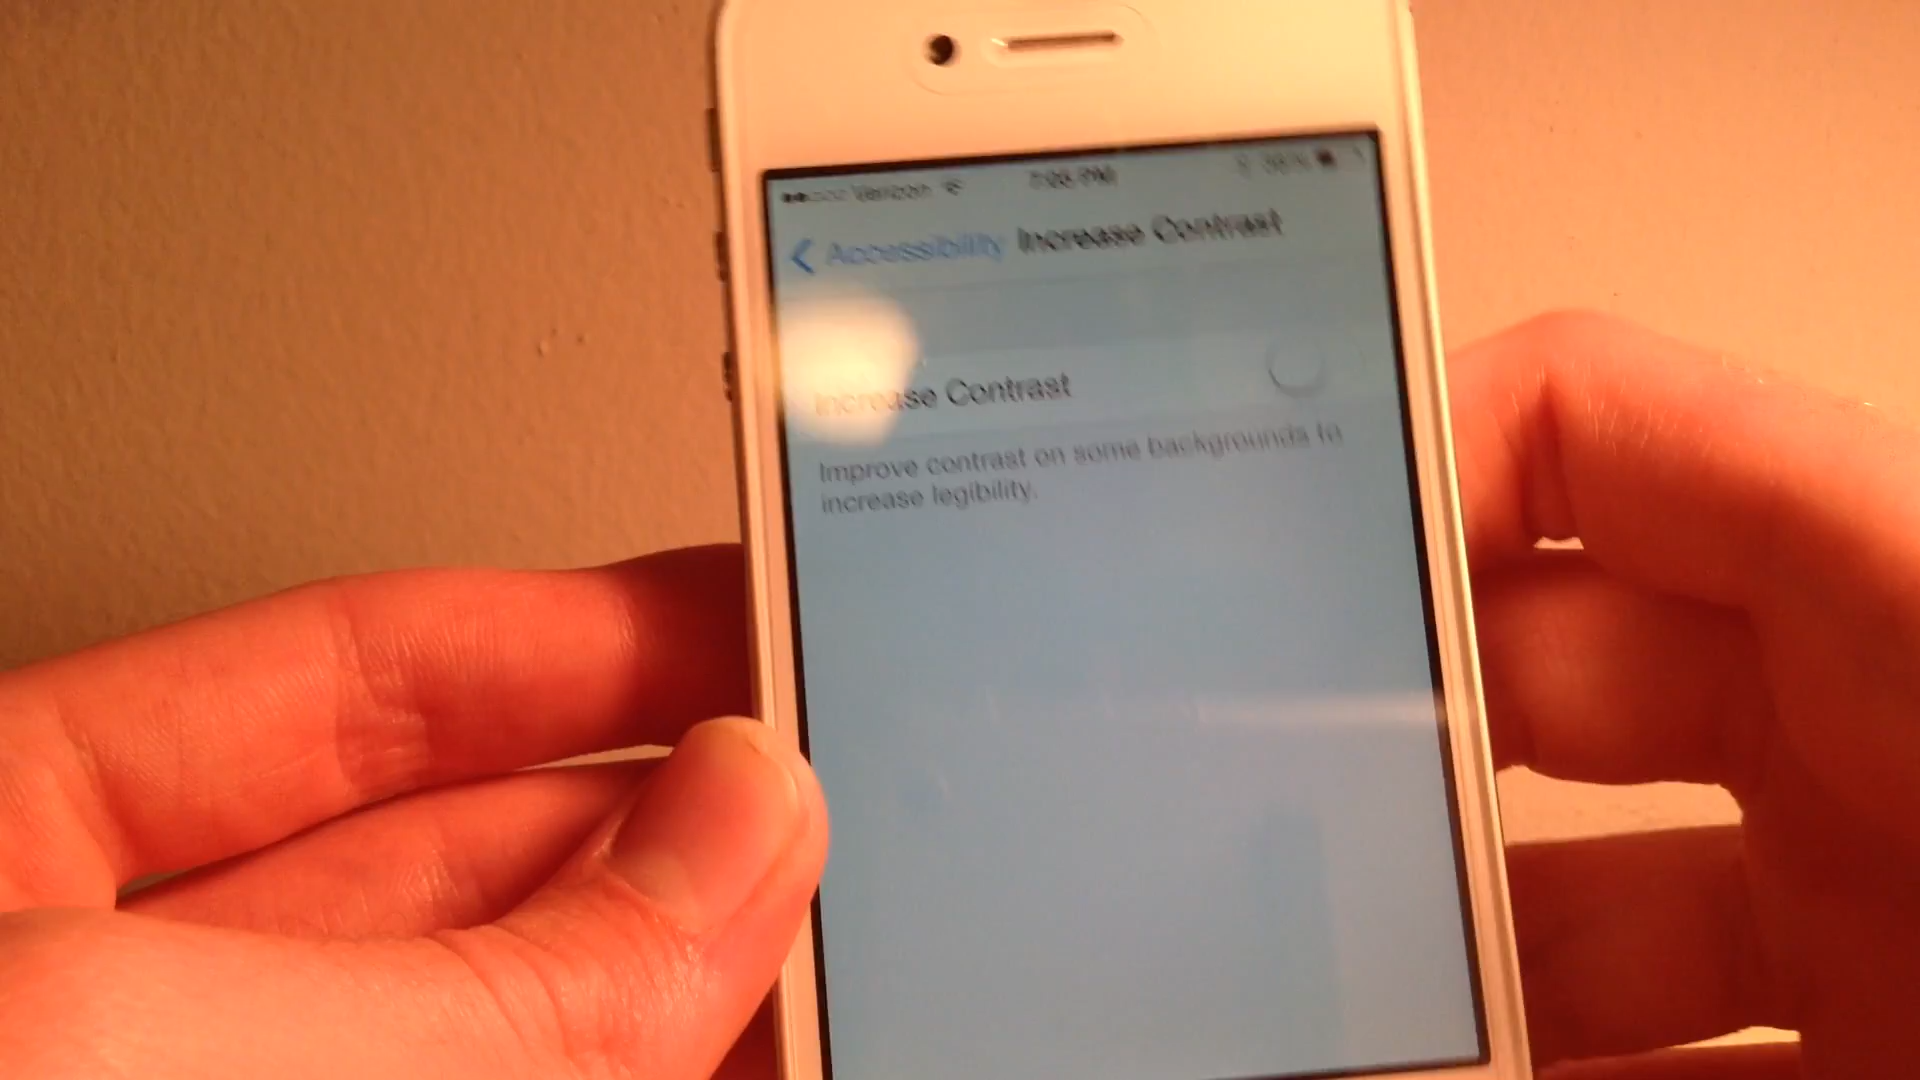 Verizon
Accessibility Increase Contrast
Increase Contrast
Improve contrast on some backgrounds to
increase legibility.